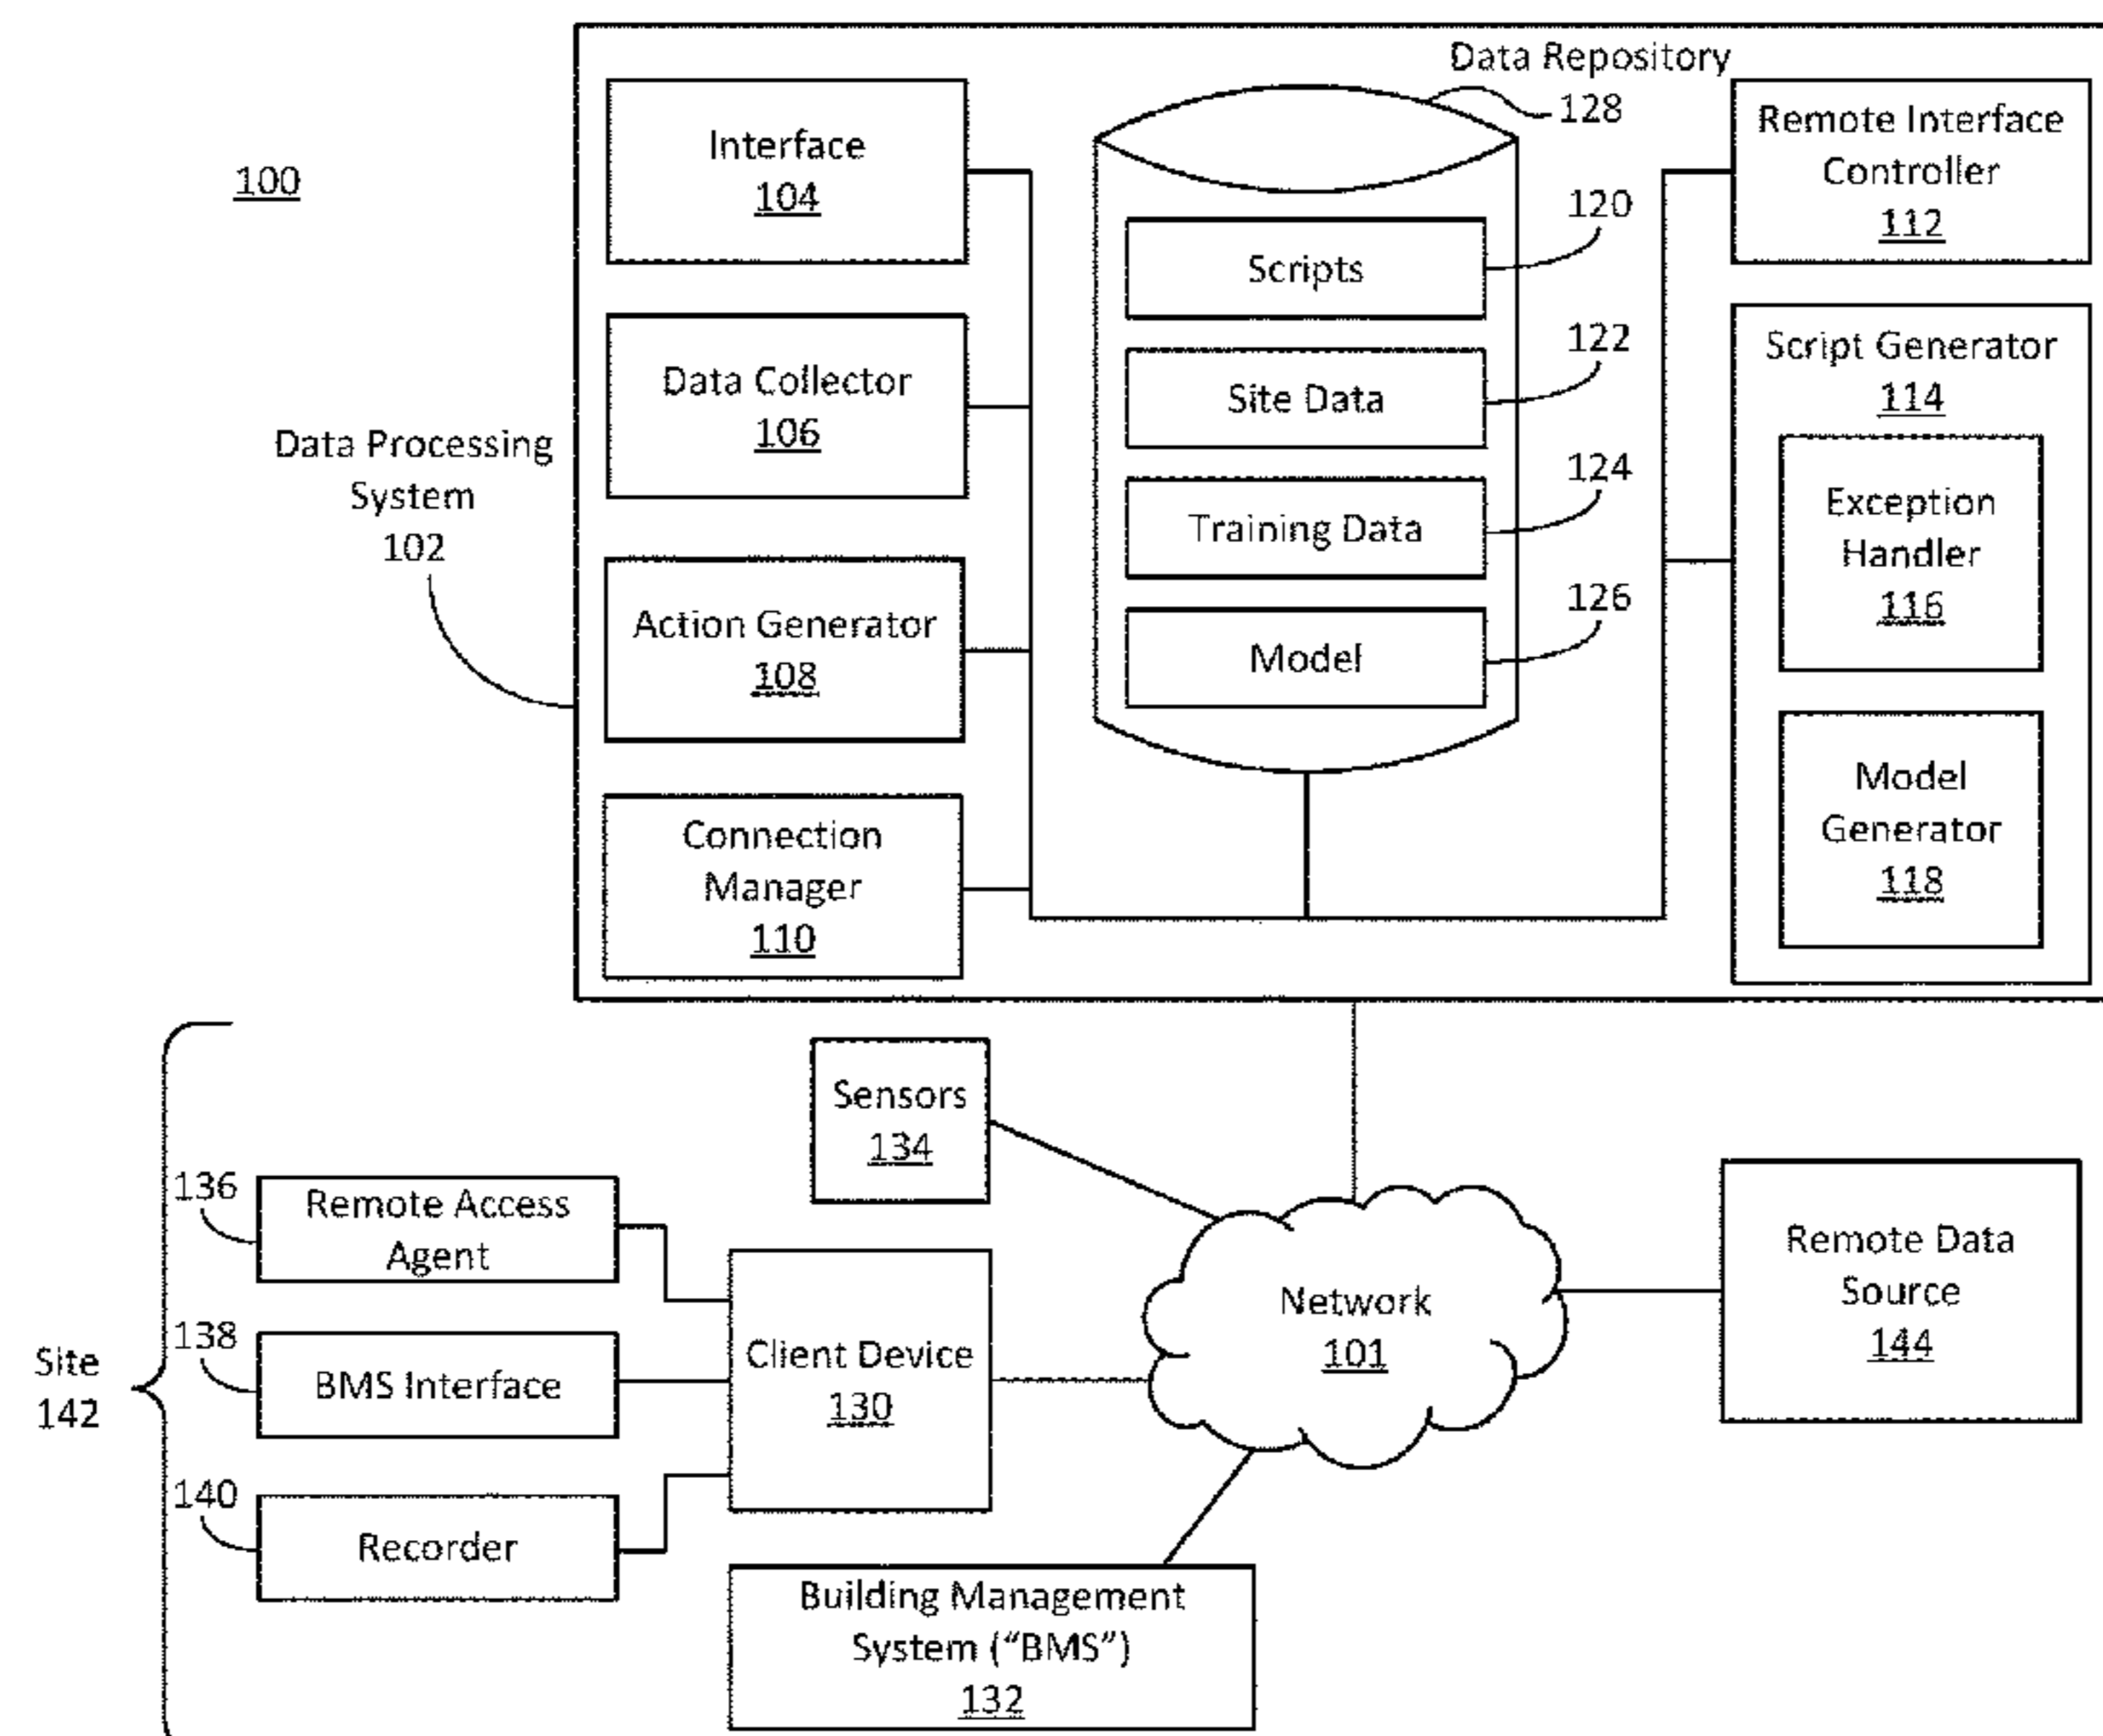 100
Data Processing
System
102
Interface
104
Data Collector
106
Action Generator
108
Connection
Manager
110
Data Repository
128
Scripts
120
Site Data
122
Training Data
124
Model
126
Remote Interface
Controller
112
Script Generator
114
Exception
Handler
116
Model
Generator
118
Site
142
136
Remote Access
Agent
138
BMS Interface
140
Recorder
Sensors
134
Client Device
130
Building Management
System (“BMS”)
132
Network
101
Remote Data
Source
144